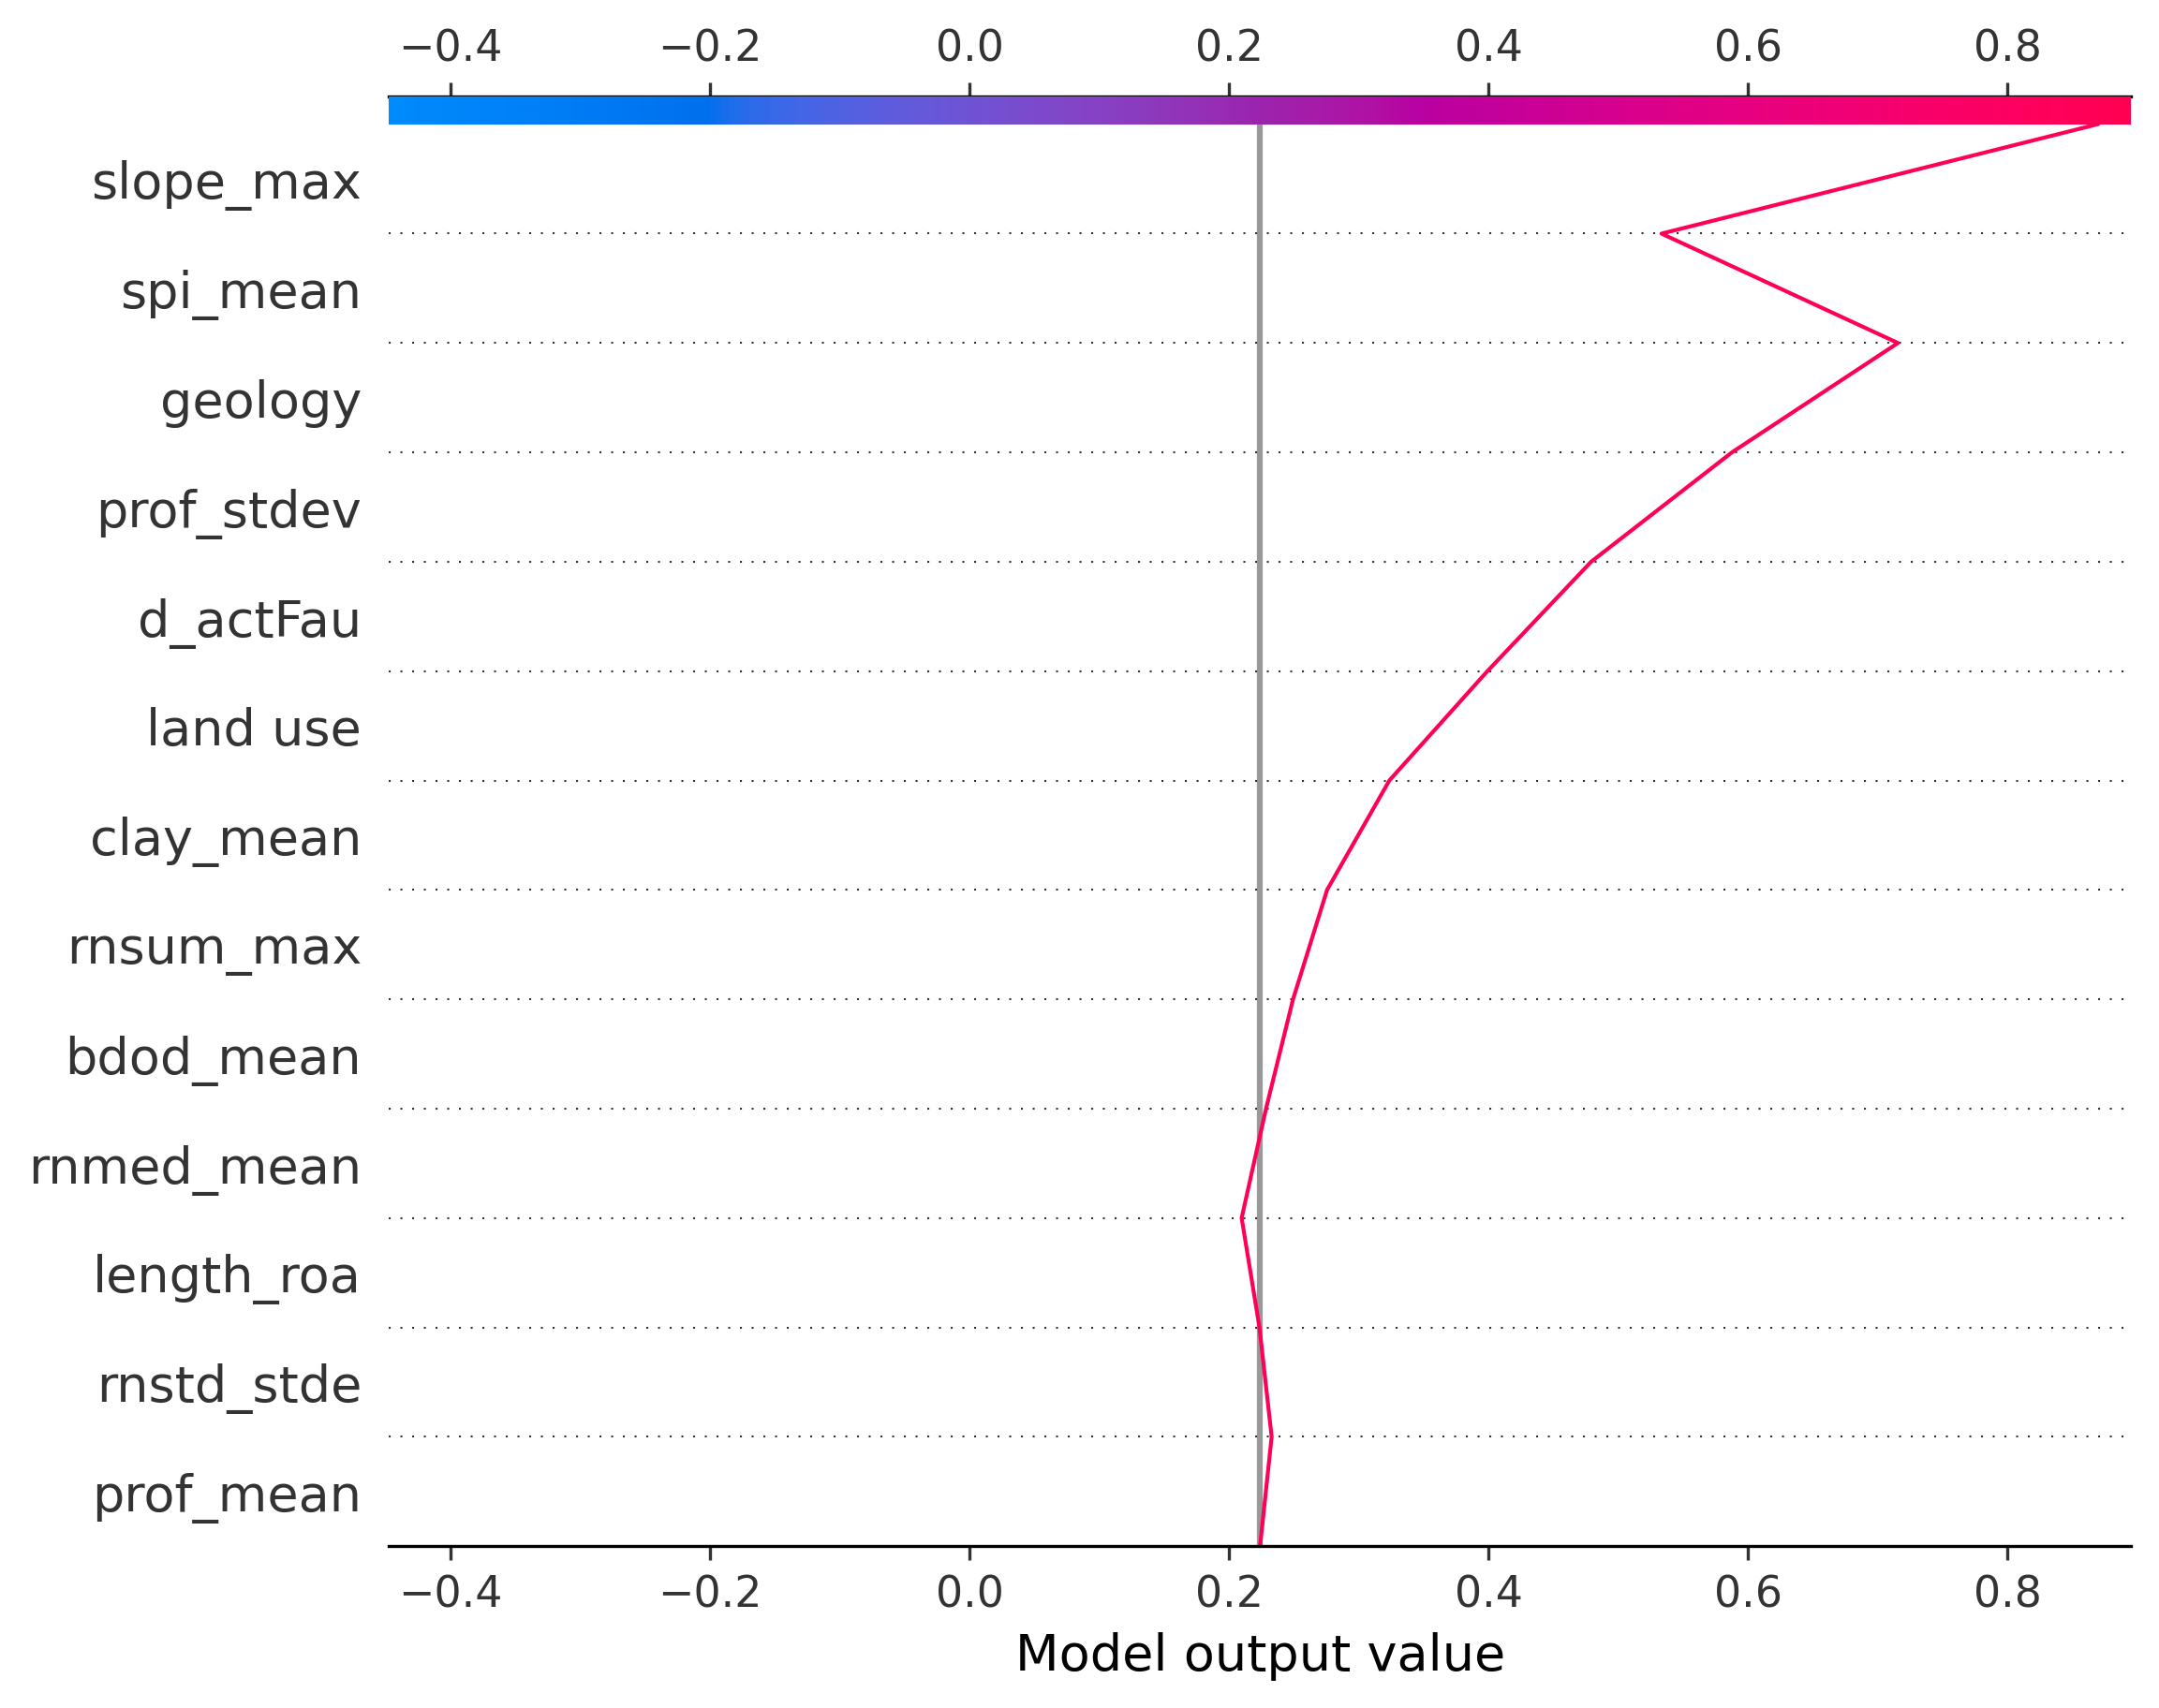 −0.4 −0.2 0.0 0.2 0.4 0.6 0.8
slope_max
spi_mean
geology
prof_stdev
d_actFau
land use
clay_mean
rnsum_max
bdod_mean
rnmed_mean
length_roa
rnstd_stde
prof_mean
−0.4 −0.2 0.0 0.2 0.4 0.6 0.8
Model output value